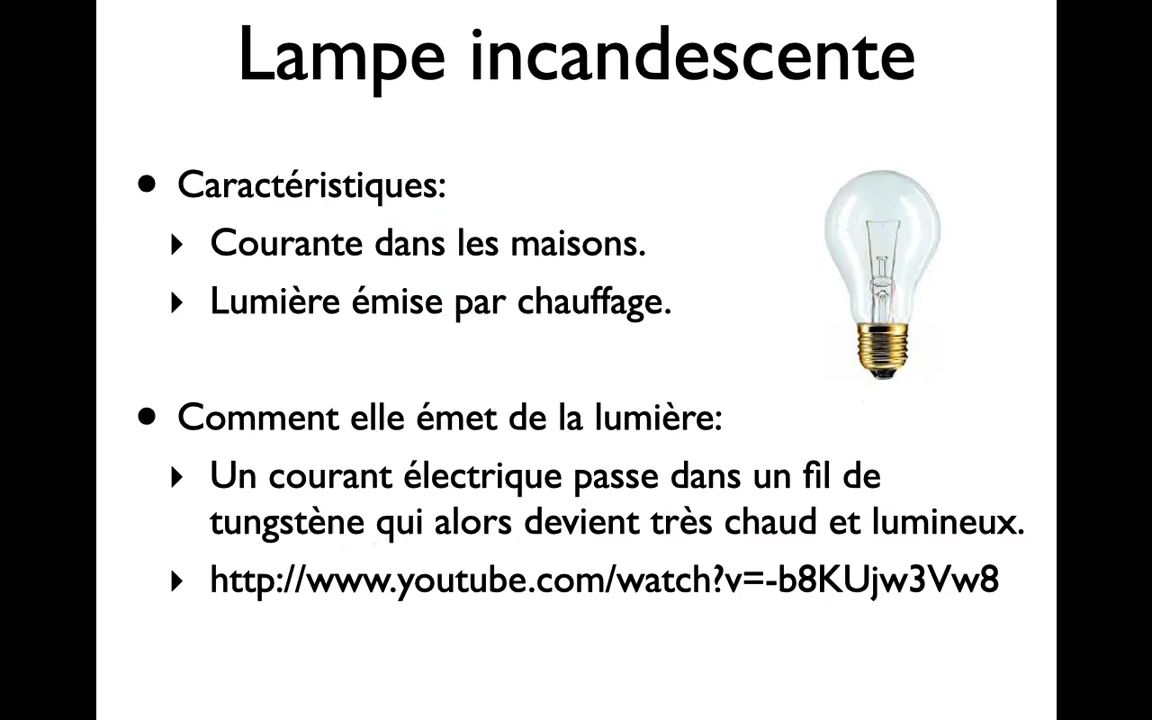 Lampe incandescente
• Caractéristiques:
‣ Courante dans les maisons.
‣ Lumière émise par chauffage.
• Comment elle émet de la lumière:
‣ Un courant électrique passe dans un fil de
tungstène qui alors devient très chaud et lumineux.
‣ http://www.youtube.com/watch?v=-b8KUjw3Vw8